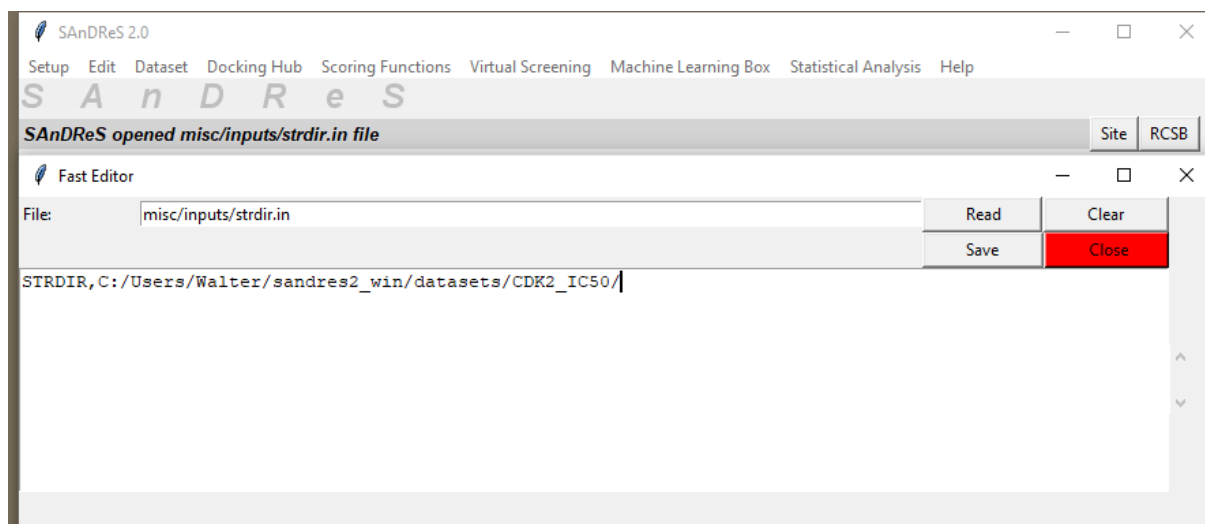 SAnDReS 2.0
Setup Edit Dataset Docking Hub Scoring Functions Virtual Screening Machine Learning Box Statistical Analysis Help
S A n D R e S
SAnDReS opened misc/inputs/strdir.in file Site RCSB
Fast Editor
File: misc/inputs/strdir.in Read Clear
Save Close
STRDIR,C:/Users/Walter/sandres2_win/datasets/CDK2_IC50/